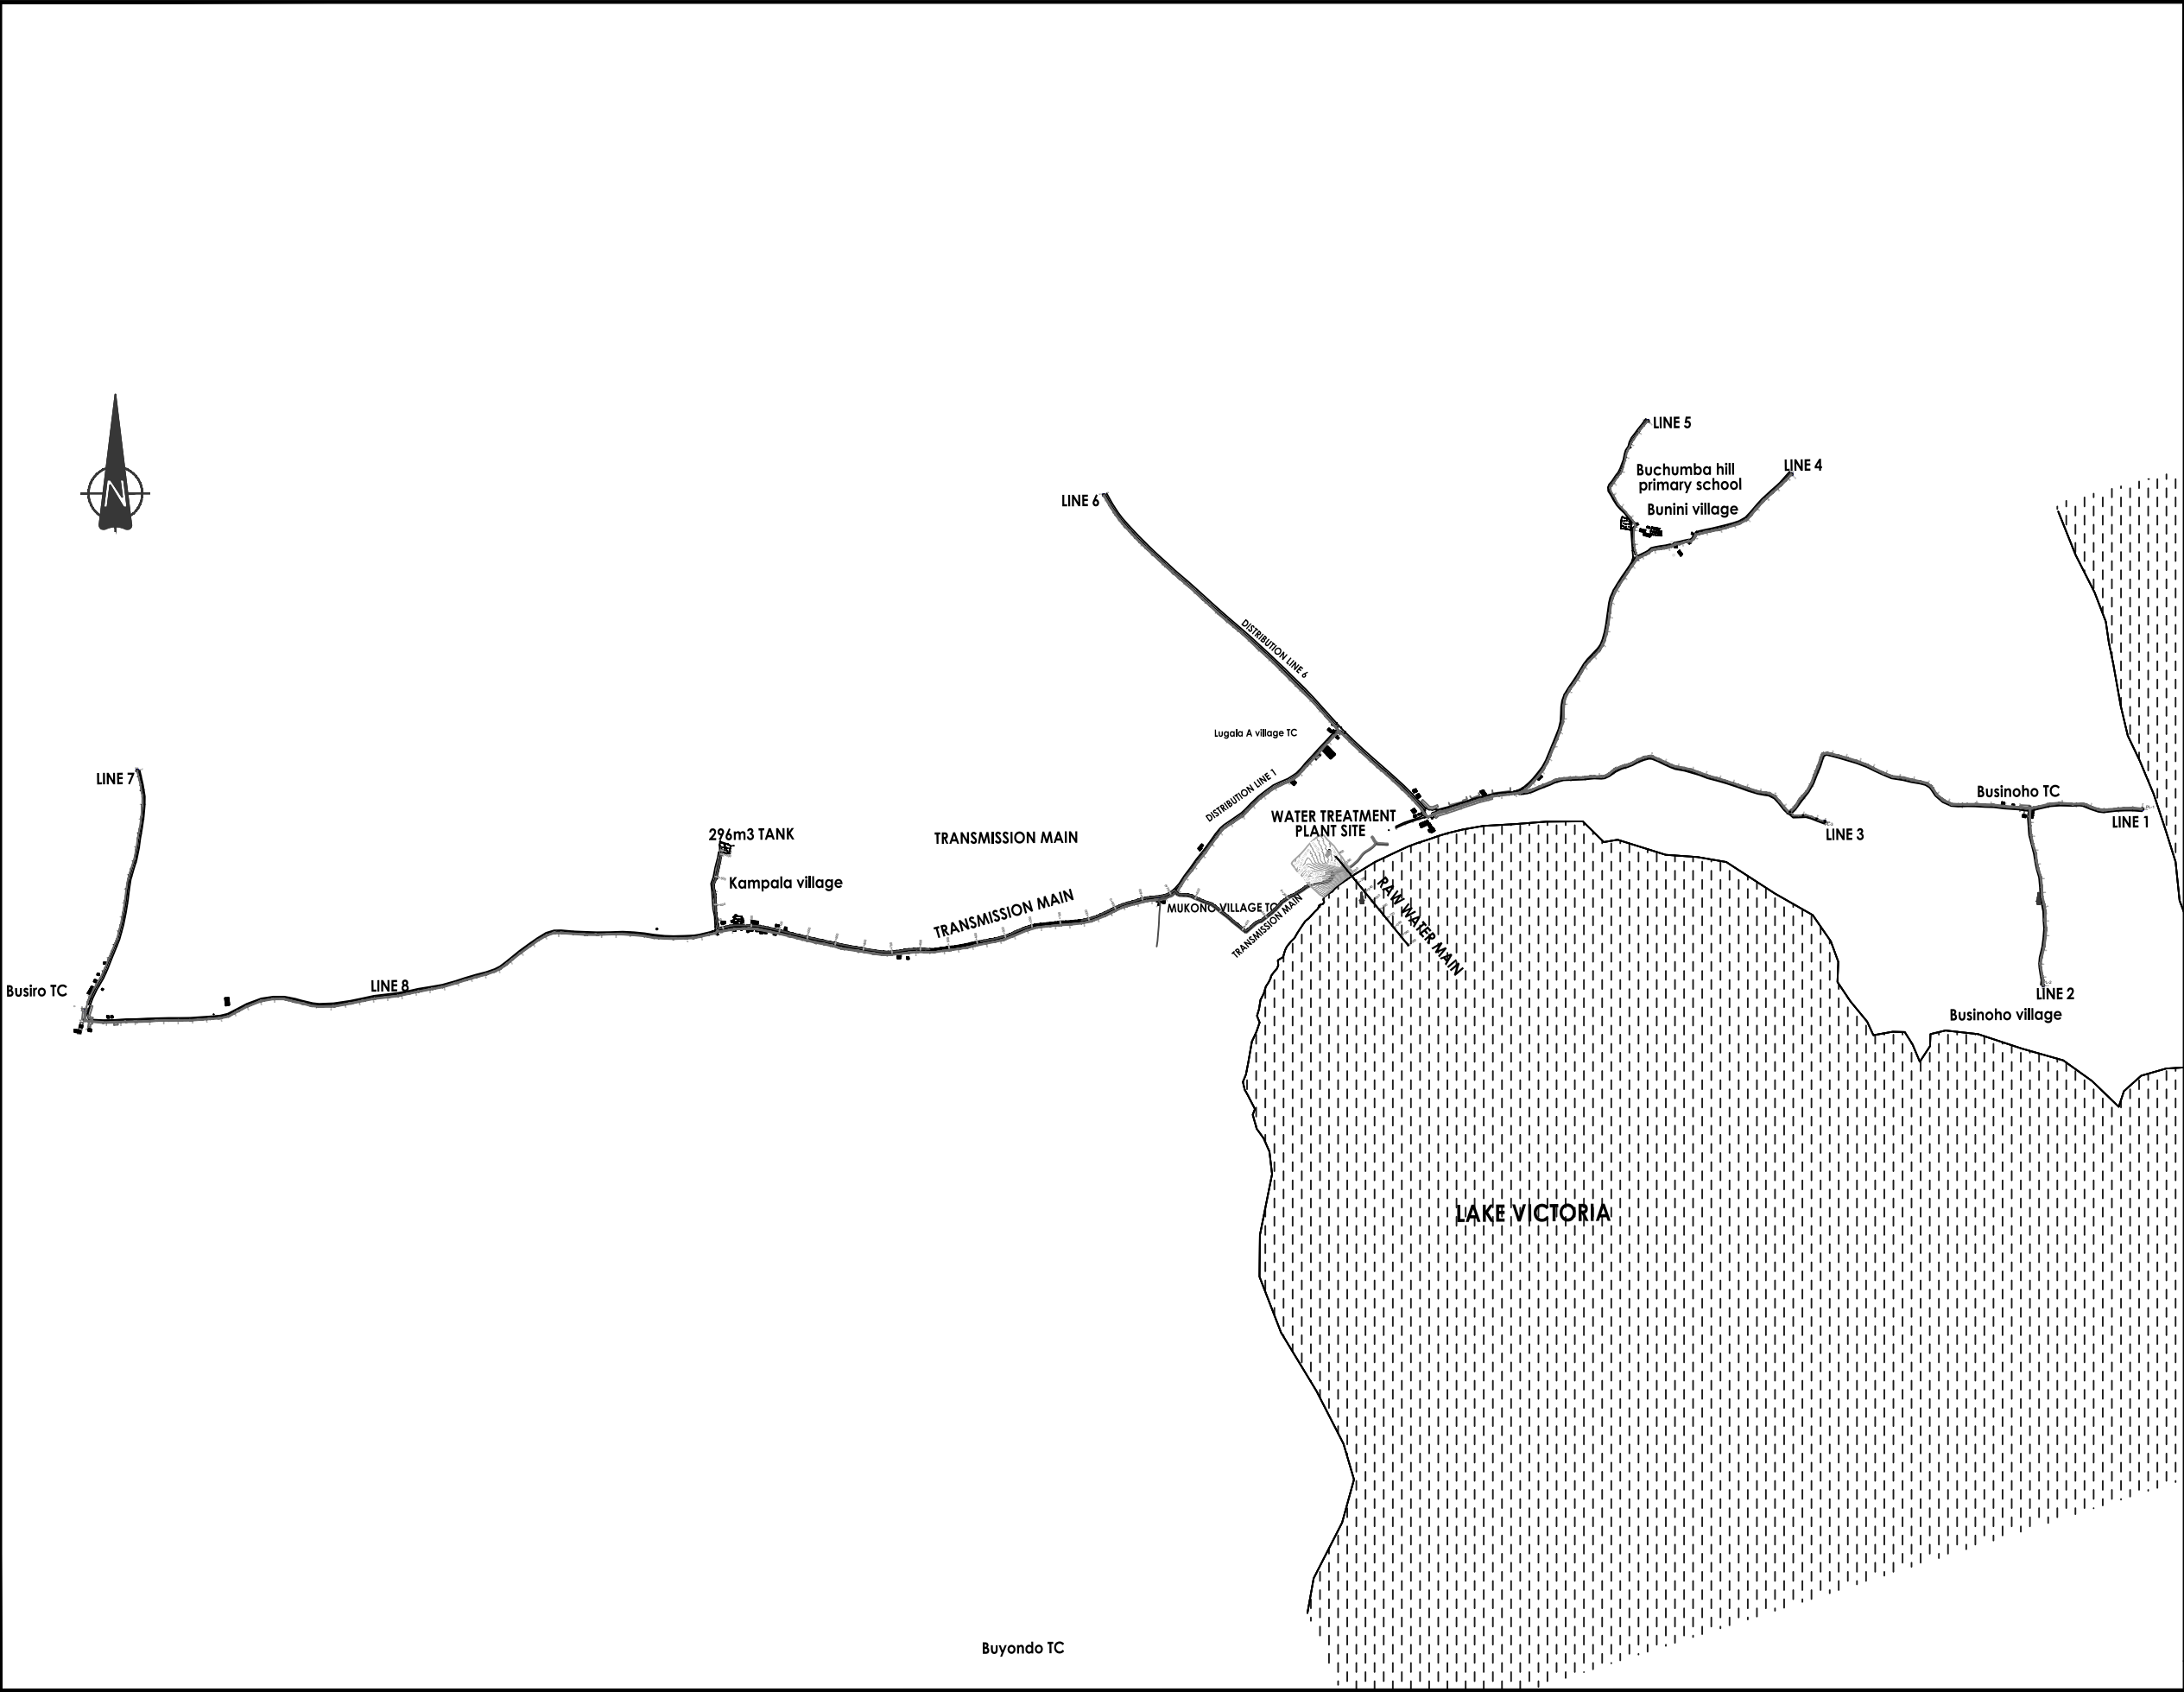 LINE 5
Buchumba hill
primary school
LINE 4
N
LINE 6
Bunini village
DISTRIBUTION LINE 6
Lugala A village TC
LINE 7
DISTRIBUTION LINE 1
Businoho TC
WATER TREATMENT
PLANT SITE
LINE 1
LINE 3
296m3 TANK
TRANSMISSION MAIN
Kampala village
TRANSMISSION MAIN
MUKONO VILLAGE TC
TRANSMISSION MAIN
RAW WATER MAIN
Busiro TC
LINE 8
LINE 2
Businoho village
LAKE VICTORIA
Buyondo TC